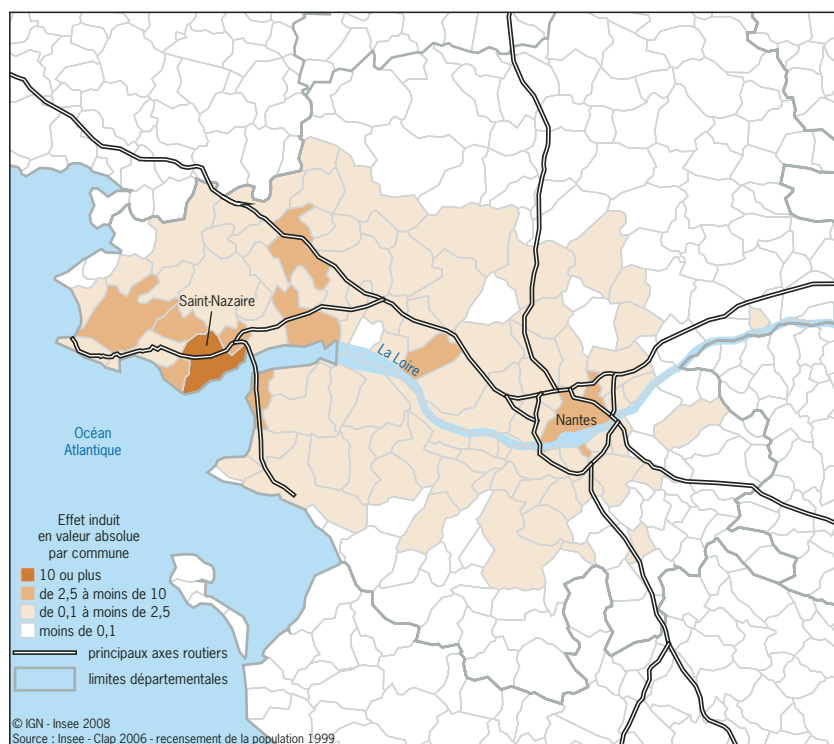 Saint-Nazaire
La Loire
Nantes
Océan
Atlantique
Effet induit
en valeur absolue
par commune
10 ou plus
de 2,5 à moins de 10
de 0,1 à moins de 2,5
moins de 0,1
principaux axes routiers
limites départementales
© IGN - Insee 2008
Source : Insee - Clap 2006 - recensement de la population 1999